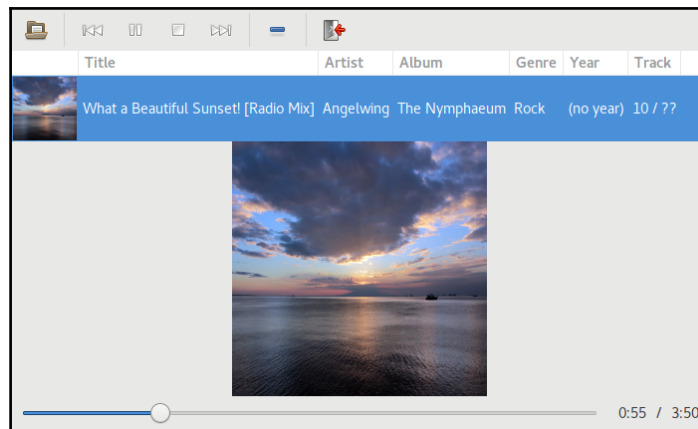 Title Artist Album Genre Year Track
What a Beautiful Sunset! [Radio Mix] Angelwing The Nymphaeum Rock (no year) 10 / ??
0:55 / 3:50